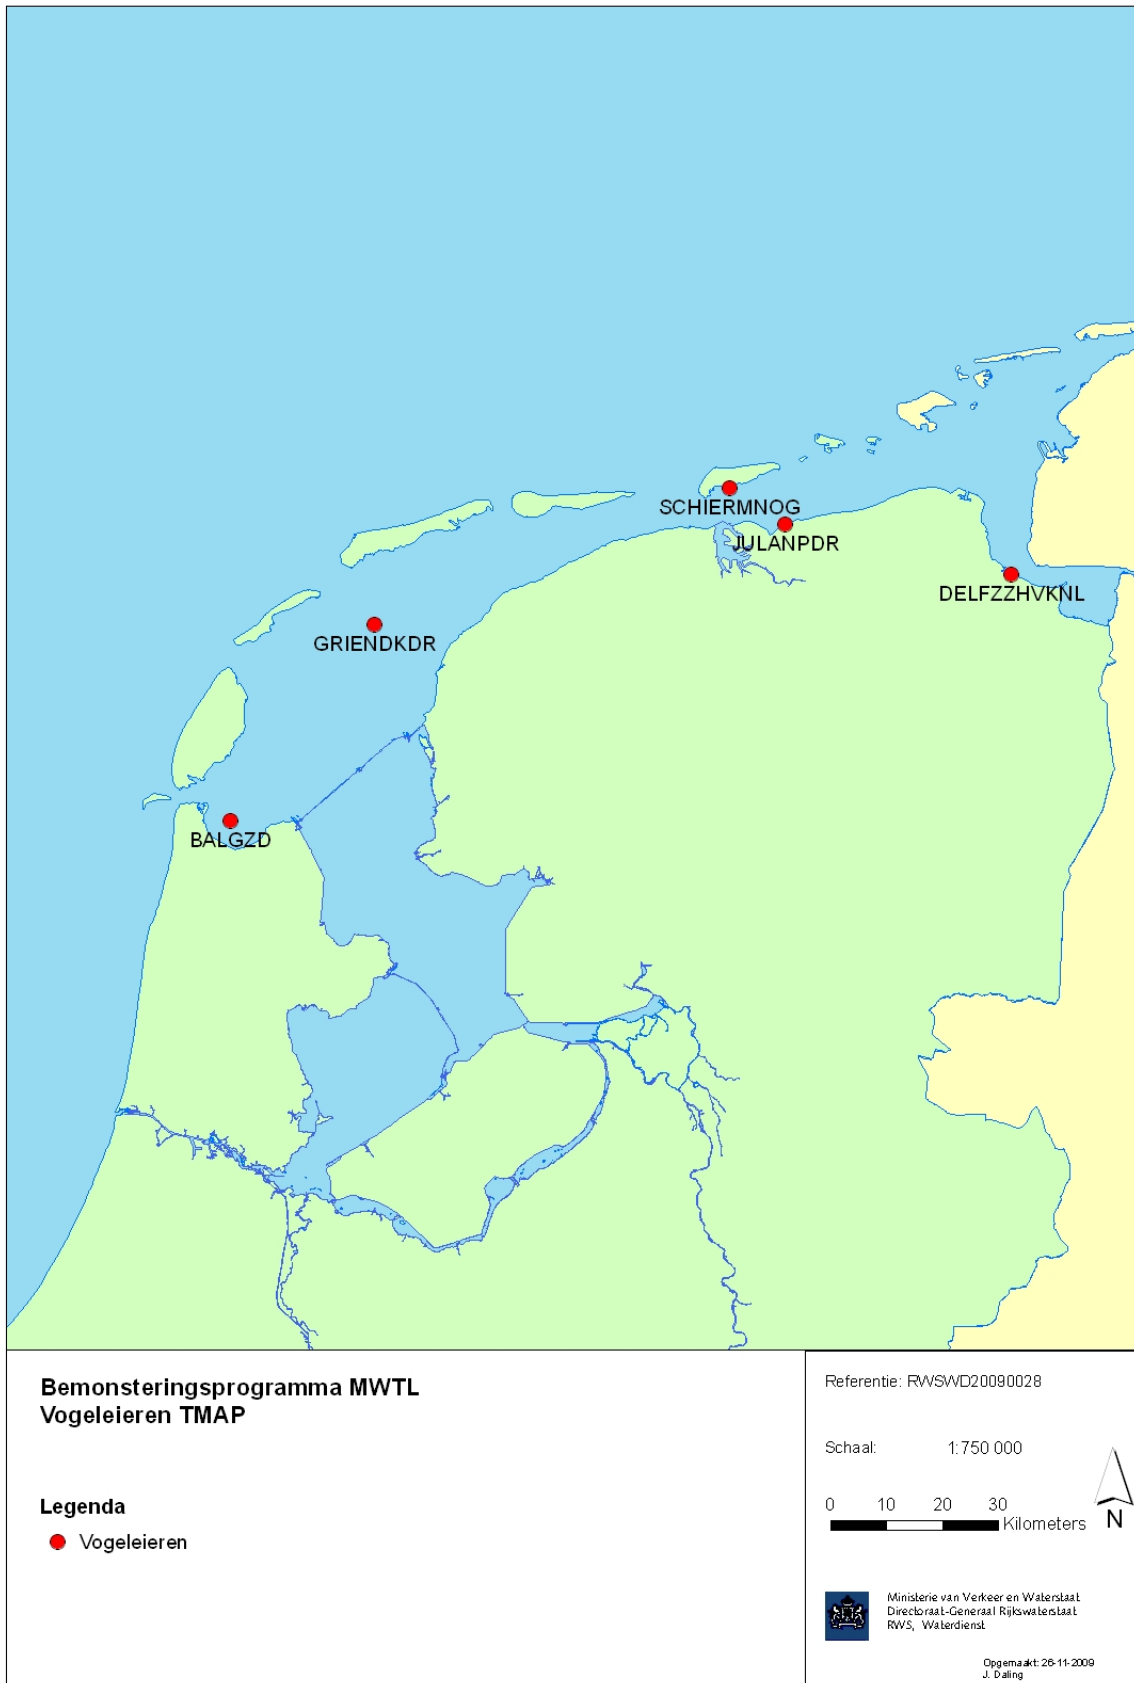 SCHIERMNOG
JULANPDR
DELFZZHVKNL
GRIENDKDR
BALGZD
Bemonsteringsprogramma MWTL
Vogeleieren TMAP
Legenda
Vogeleieren
Referentie: RWSWD20090028
Schaal: 1:750 000
0 10 20 30
Kilometers
N
Ministerie van Verkeer en Waterstaat
Directoraat-Generaal Rijkswaterstaat
RWS, Waterdienst
Opgemaakt: 26-11-2009
J. Daling